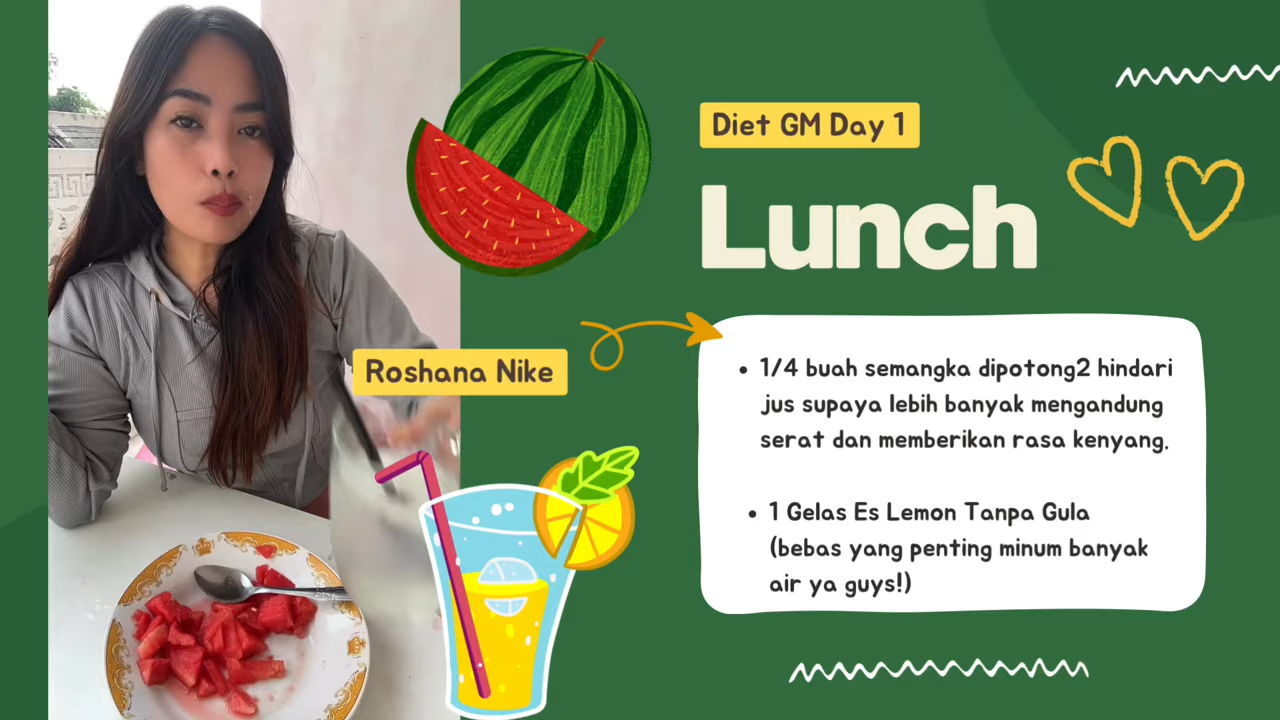 Diet GM Day 1
Lunch
Roshana Nike
• 1/4 buah semangka dipotong2 hindari
jus supaya lebih banyak mengandung
serat dan memberikan rasa kenyang.
• 1 Gelas Es Lemon Tanpa Gula
(bebas yang penting minum banyak
air ya guys!)